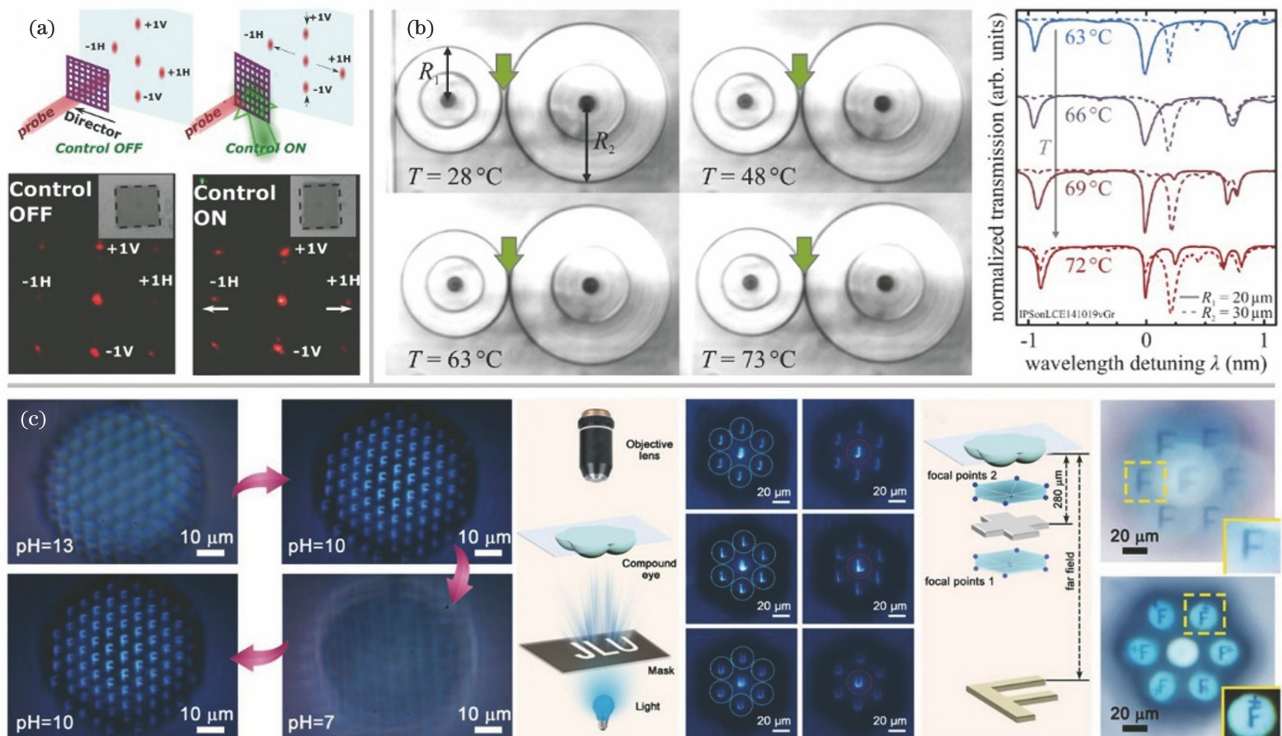 (a)
+1V
-1H
+1H
-1V
probe
Director
Control OFF
+1V
-1H
+1H
-1V
probe
Control ON
Control
OFF
+1V
-1H
+1H
-1V
Control
ON
+1V
-1H
+1H
-1V
(b)
R1
R2
T = 28 °C
T = 48 °C
T = 63 °C
T = 73 °C
normalized transmission (arb. units)
63 °C
66 °C
T
69 °C
72 °C
R1 = 20 μm
R2 = 30 μm
IPSonLCE141019vGr
-1
0
1
wavelength detuning λ (nm)
(c)
pH=13
10 μm
pH=10
10 μm
pH=10
10 μm
pH=7
10 μm
Objective
lens
Compound
eye
JLU
Mask
Light
J
J
J
J
J
J
J
20 μm
J
20 μm
L
L
L
L
L
L
L
20 μm
L
20 μm
U
U
U
U
U
U
U
20 μm
U
20 μm
focal points 2
280 μm
focal points 1
far field
F
F
F
F
20 μm
F
F
F
F
F
F
F
20 μm
F